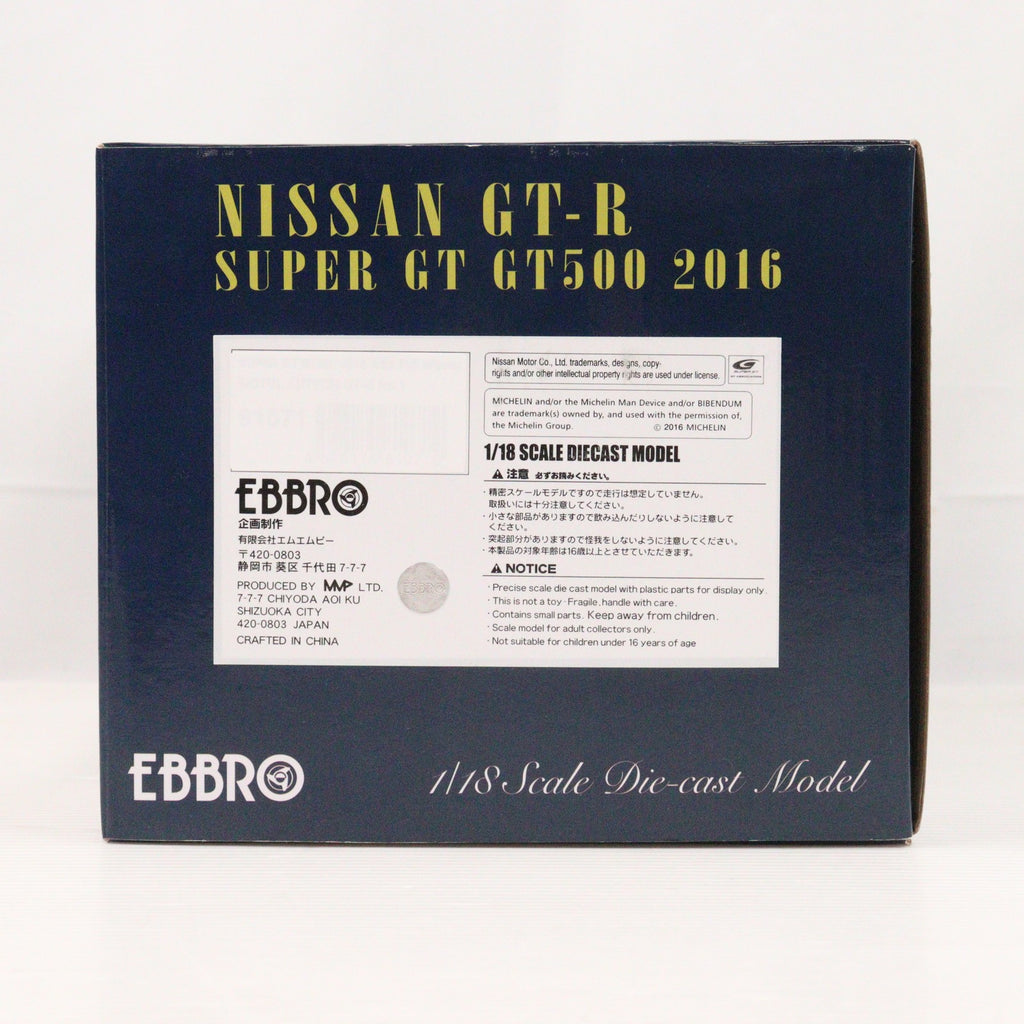 NISSAN GT-R
SUPER GT GT500 2016
Nissan Motor Co., Ltd. trademarks, designs, copy-
rights and/or other intellectual property rights are used under license.
SUPER GT
MICHELIN and/or the Michelin Man Device and/or BIBENDUM
are trademark(s) owned by, and used with the permission of,
the Michelin Group.
© 2016 MICHELIN
1/18 SCALE DIECAST MODEL
⚠ 注意 必ずお読みください。
・精密スケールモデルですので走行は想定していません。
取扱いには十分注意してください。
・小さな部品がありますので飲み込んだりしないように注意して
ください。
・突起部分がありますので怪我をしないように注意してください。
・本製品の対象年齢は16歳以上とさせていただきます。
⚠ NOTICE
・Precise scale die cast model with plastic parts for display only.
・This is not a toy・Fragile, handle with care.
・Contains small parts. Keep away from children.
・Scale model for adult collectors only.
・Not suitable for children under 16 years of age
EBBRO
企画制作
有限会社エムエムピー
〒420-0803
静岡市 葵区 千代田 7-7-7
PRODUCED BY MMP LTD.
7-7-7 CHIYODA AOI KU
SHIZUOKA CITY
420-0803 JAPAN
CRAFTED IN CHINA
EBBRO
EBBRO
1/18 Scale Die-cast Model